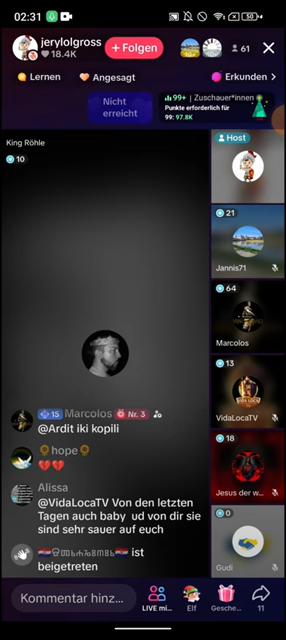 02:31
50
jerylolgross
18.4K
+ Folgen
61
Lernen
Angesagt
Erkunden >
Nicht
erreicht
99+ | Zuschauer*innen
Punkte erforderlich für
99: 97.8K
King Röhle
10
Host
21
Jannis71
64
Marcolos
13
VidaLocaTV
18
Jesus der w...
0
Gudi
15 Marcolos Nr. 3
@Ardit iki kopili
🌻hope🌻
💔💔
Alissa
@VidaLocaTV Von den letzten
Tagen auch baby ud von dir sie
sind sehr sauer auf euch
ist
beigetreten
Kommentar hinz...
LIVE mi...
Elf
Gesche...
11